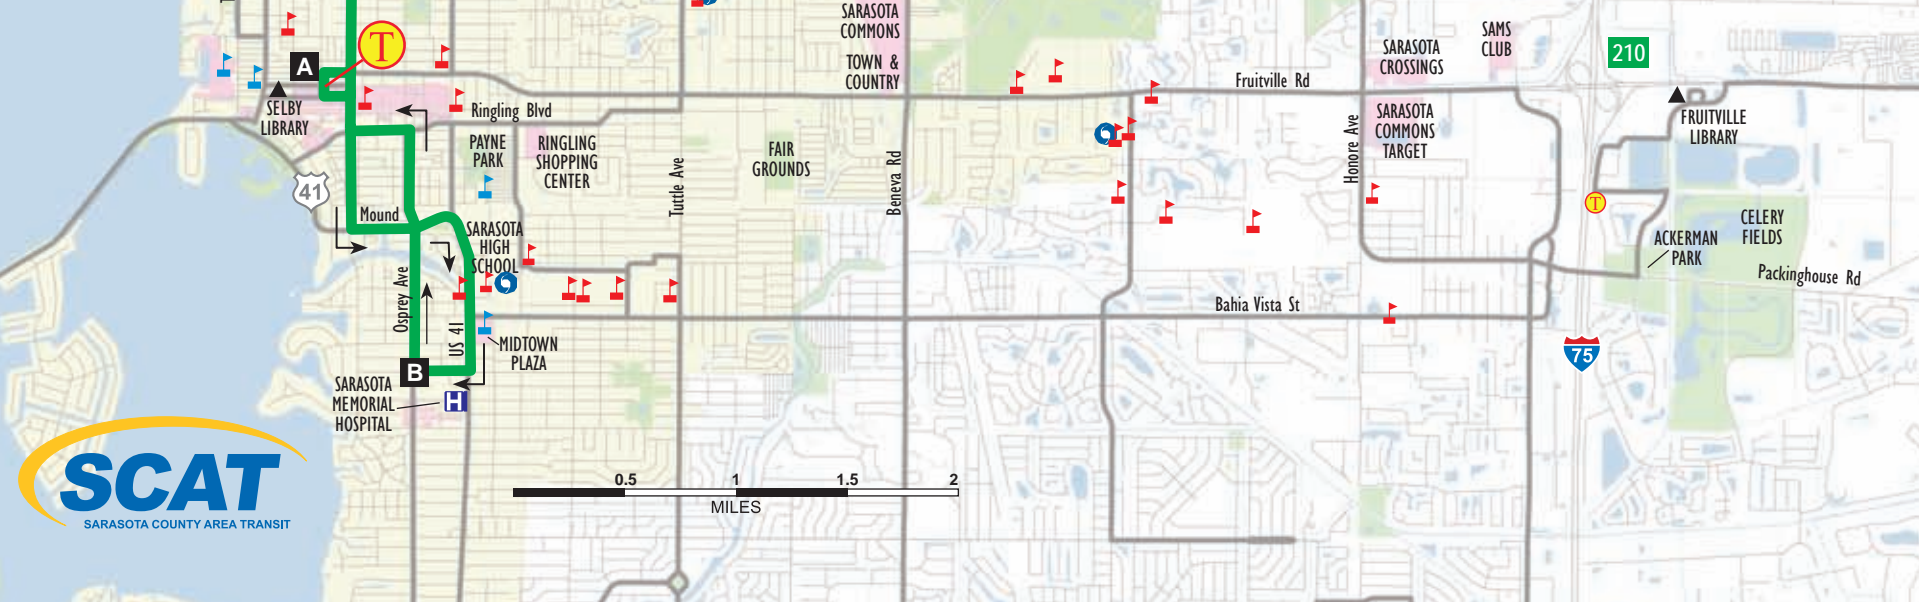 SARASOTA
COMMONS
TOWN &
COUNTRY
SARASOTA
CROSSINGS
SAMS
CLUB
210
A
T
SELBY
LIBRARY
Ringling Blvd
Fruitville Rd
FRUITVILLE
LIBRARY
PAYNE
PARK
RINGLING
SHOPPING
CENTER
FAIR
GROUNDS
Tuttle Ave
Beneva Rd
Honore Ave
SARASOTA
COMMONS
TARGET
41
Mound
T
SARASOTA
HIGH
SCHOOL
CELERY
FIELDS
ACKERMAN
PARK
Packinghouse Rd
Osprey Ave
US 41
Bahia Vista St
MIDTOWN
PLAZA
75
B
SARASOTA
MEMORIAL
HOSPITAL
H
SCAT
SARASOTA COUNTY AREA TRANSIT
0.5 1 1.5 2
MILES